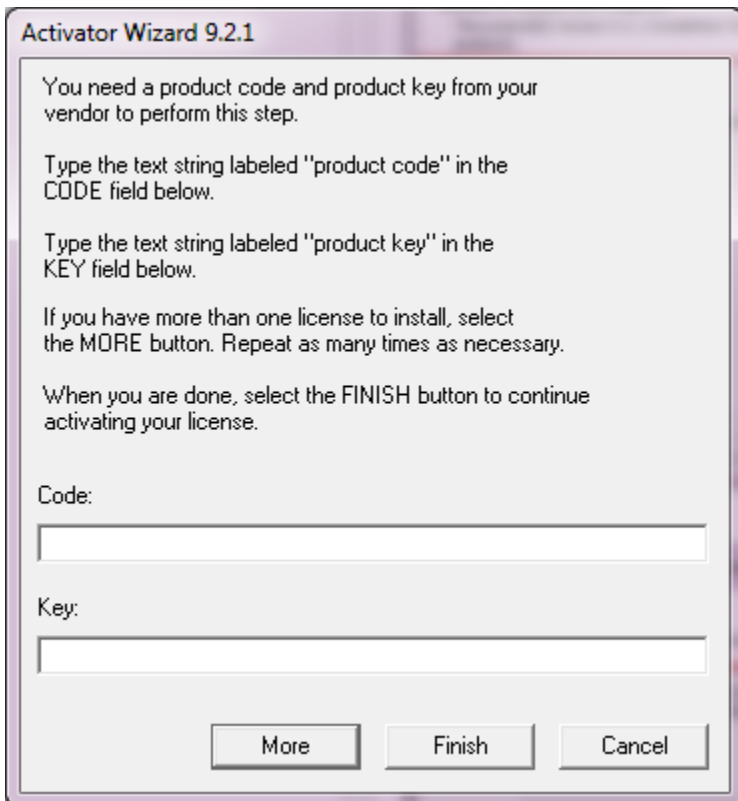 Activator Wizard 9.2.1
You need a product code and product key from your
vendor to perform this step.
Type the text string labeled "product code" in the
CODE field below.
Type the text string labeled "product key" in the
KEY field below.
If you have more than one license to install, select
the MORE button. Repeat as many times as necessary.
When you are done, select the FINISH button to continue
activating your license.
Code:
Key:
More Finish Cancel